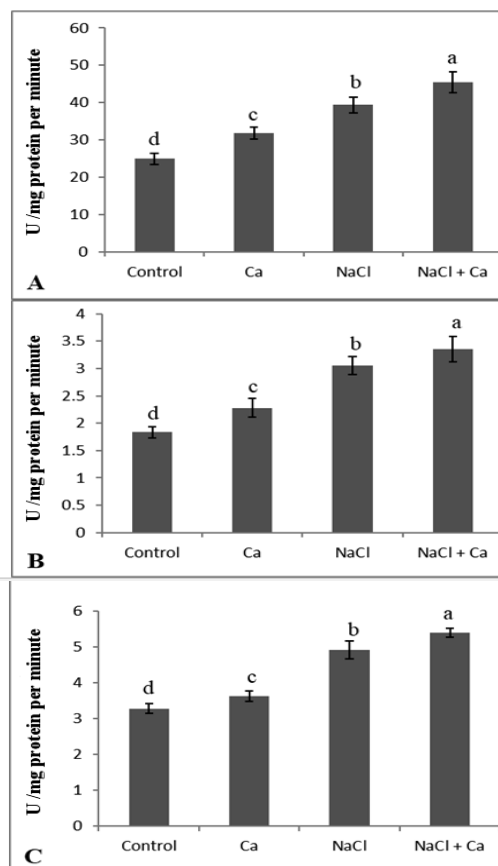 60
50
40
30
20
10
0
U /mg protein per minute
d
c
b
a
Control Ca NaCl NaCl + Ca
A
4
3.5
3
2.5
2
1.5
1
0.5
0
U /mg protein per minute
d
c
b
a
Control Ca NaCl NaCl + Ca
B
6
5
4
3
2
1
0
U /mg protein per minute
d
c
b
a
Control Ca NaCl NaCl + Ca
C